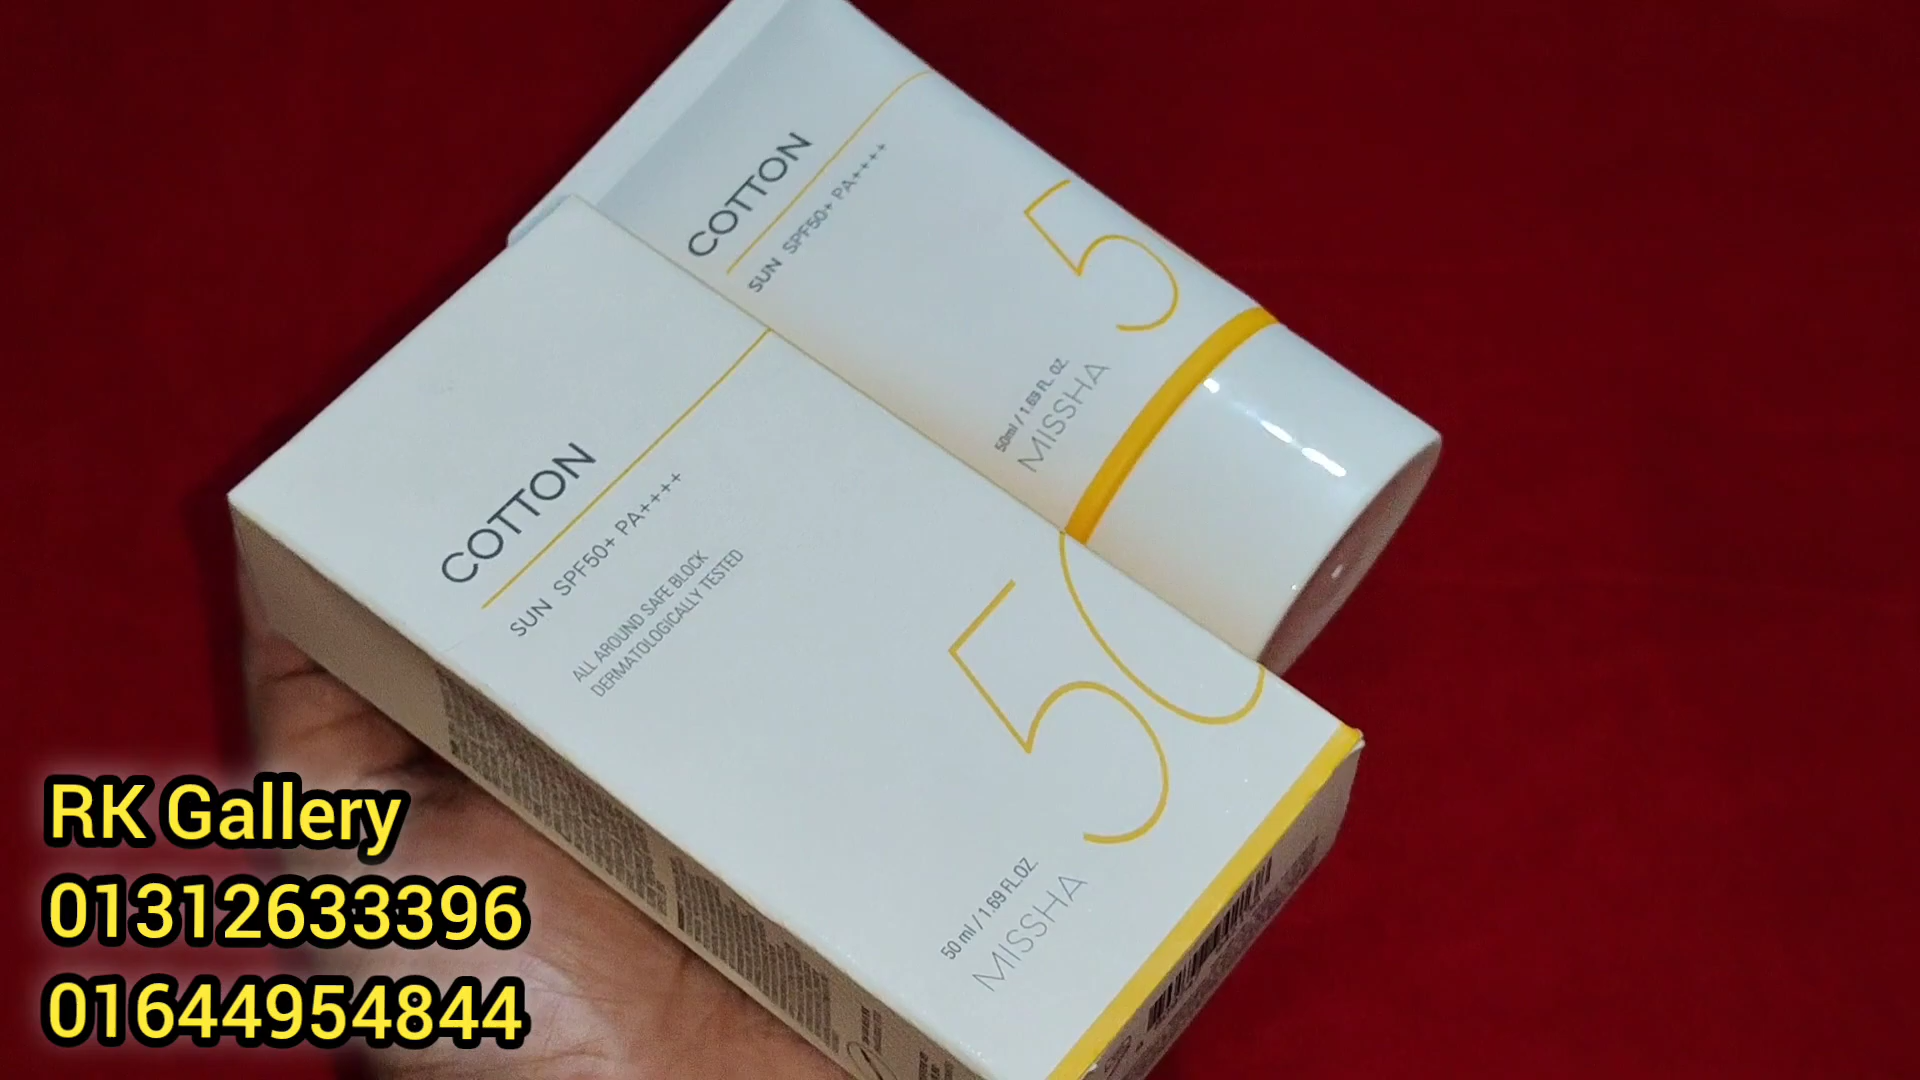 COTTON
SUN SPF50+ PA++++
5
50ml / 1.69 FL. OZ.
MISSHA
COTTON
SUN SPF50+ PA++++
ALL AROUND SAFE BLOCK
DERMATOLOGICALLY TESTED
50
50 ml / 1.69 FL.OZ.
MISSHA
RK Gallery
01312633396
01644954844